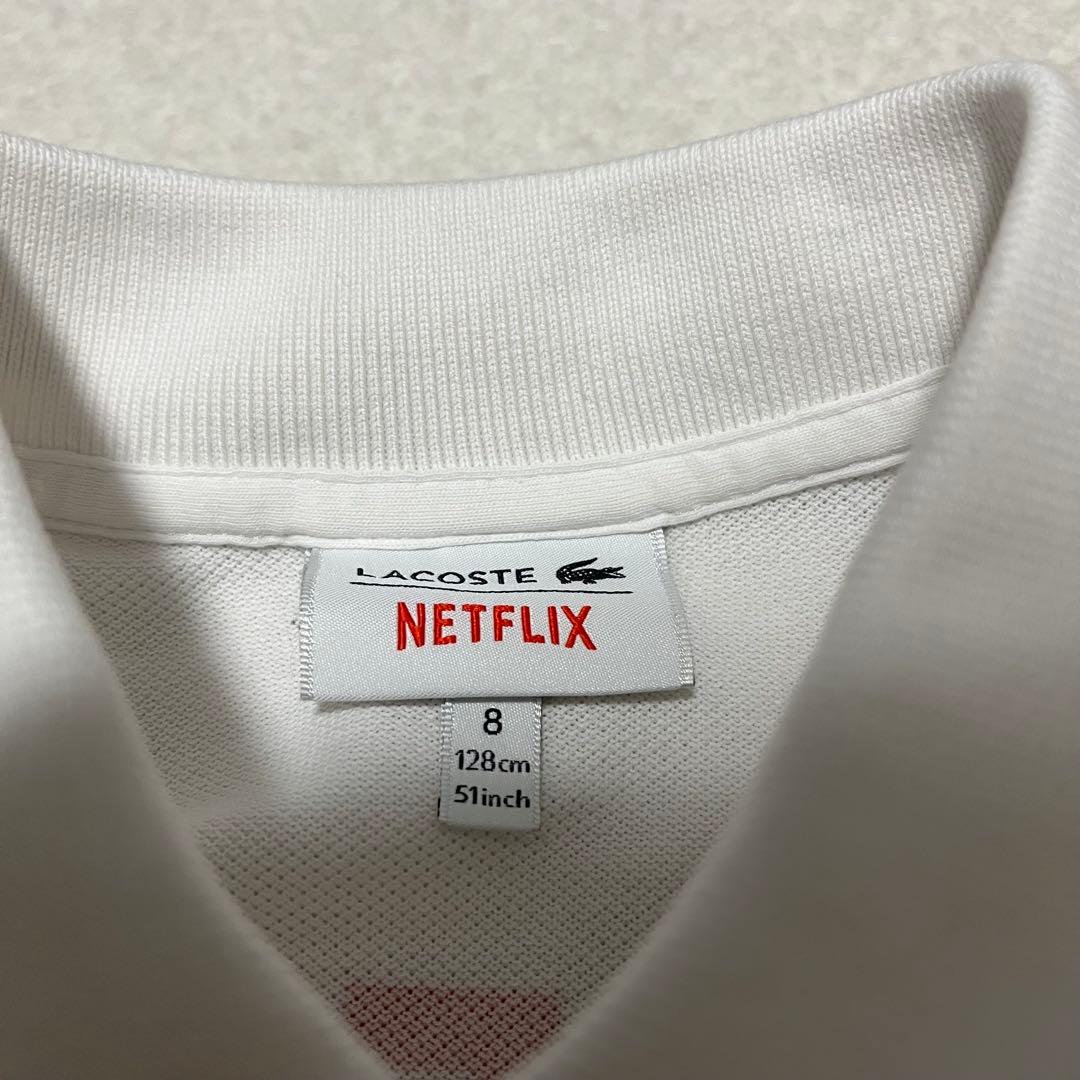 LACOSTE
NETFLIX
8
128cm
51inch